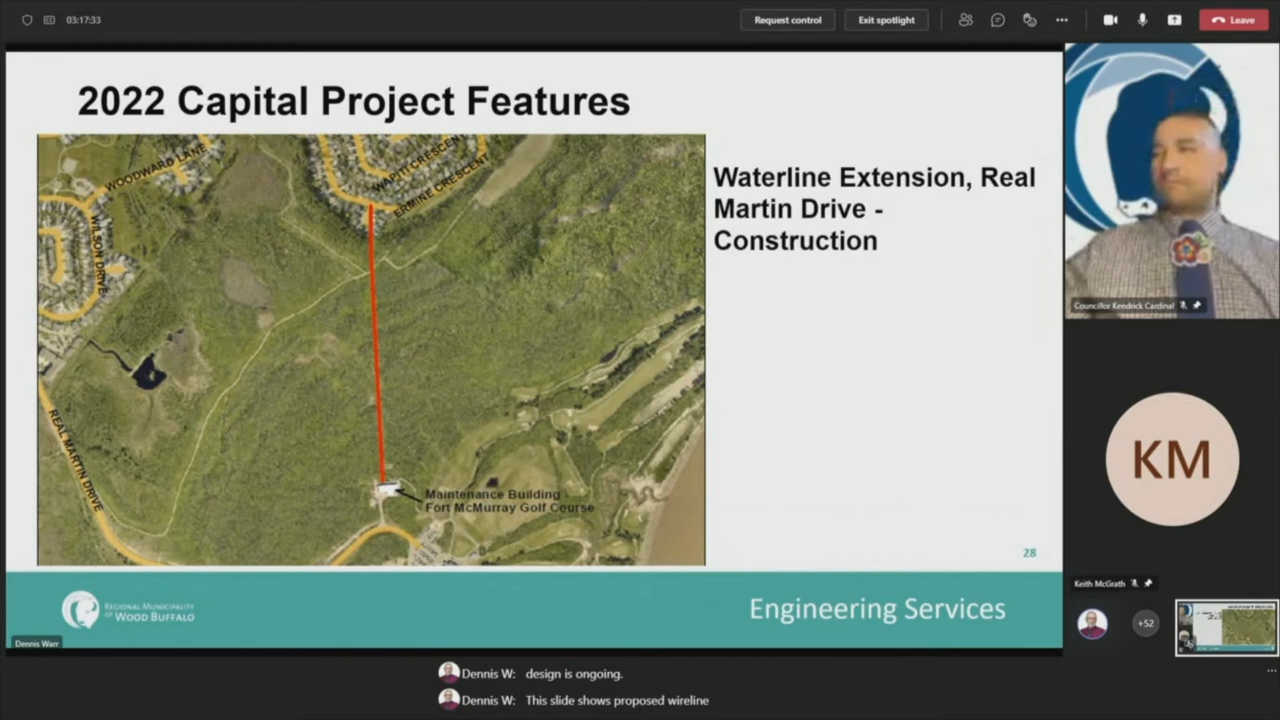 03:17:33
Request control
Exit spotlight
Leave
2022 Capital Project Features
WOODWARD LANE
WILSON DRIVE
WAPITI CRESCENT
ERMINE CRESCENT
REAL MARTIN DRIVE
Maintenance Building -
Fort McMurray Golf Course
Waterline Extension, Real
Martin Drive -
Construction
28
REGIONAL MUNICIPALITY
OF WOOD BUFFALO
Engineering Services
Dennis Warr
Councillor Kendrick Cardinal
KM
Keith McGrath
+52
Dennis W: design is ongoing.
Dennis W: This slide shows proposed wireline